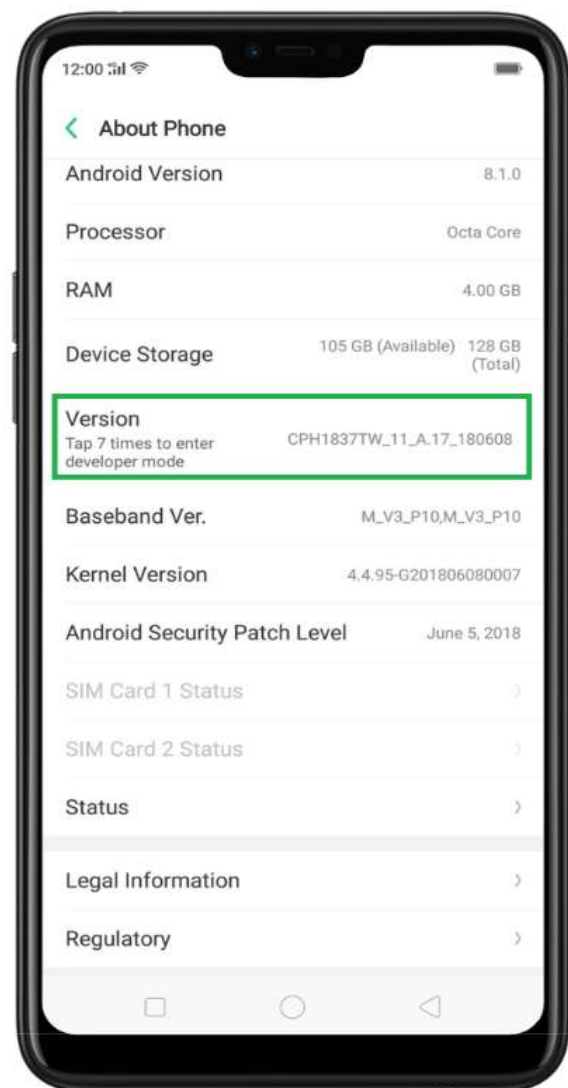 12:00
About Phone
Android Version 8.1.0
Processor Octa Core
RAM 4.00 GB
Device Storage 105 GB (Available) 128 GB
(Total)
Version
Tap 7 times to enter
developer mode
CPH1837TW_11_A.17_180608
Baseband Ver. M_V3_P10,M_V3_P10
Kernel Version 4.4.95-G201806080007
Android Security Patch Level June 5, 2018
SIM Card 1 Status
SIM Card 2 Status
Status
Legal Information
Regulatory